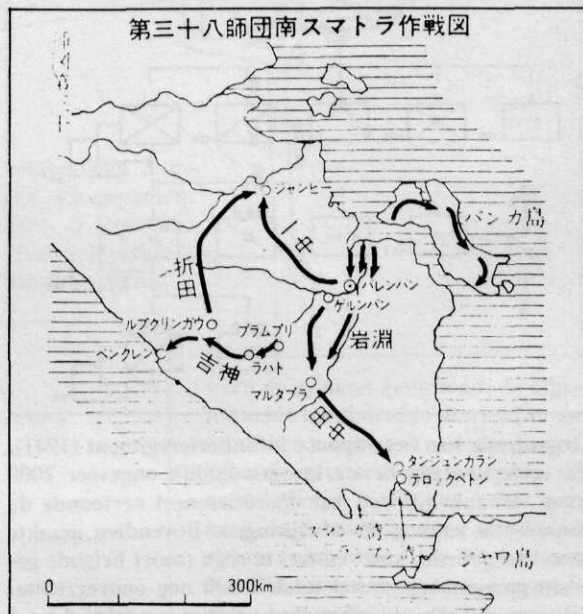 第三十八師団南スマトラ作戦図
ジャンビー
バンカ島
折田
パレンバン
ゲルンバン
ルブクリンガウ
プラムブリ
岩淵
ベンクレン
神吉
ラハト
マルタプラ
田中
タンジュンカラン
テロックベトン
ジャワ島
0 300km